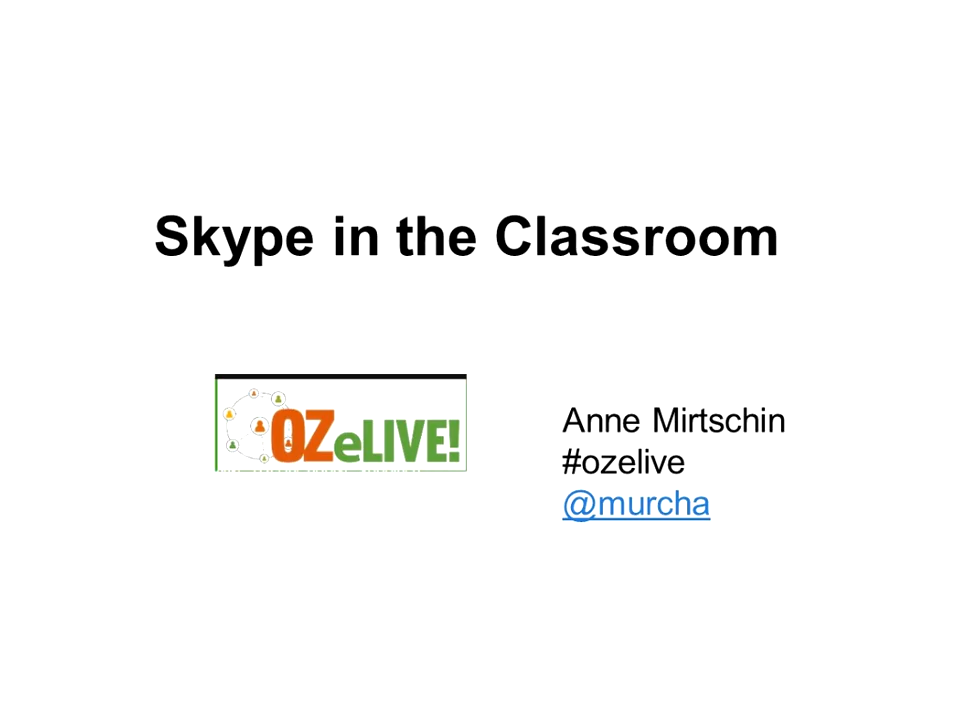 Skype in the Classroom
OZeLIVE!
Anne Mirtschin
#ozelive
@murcha